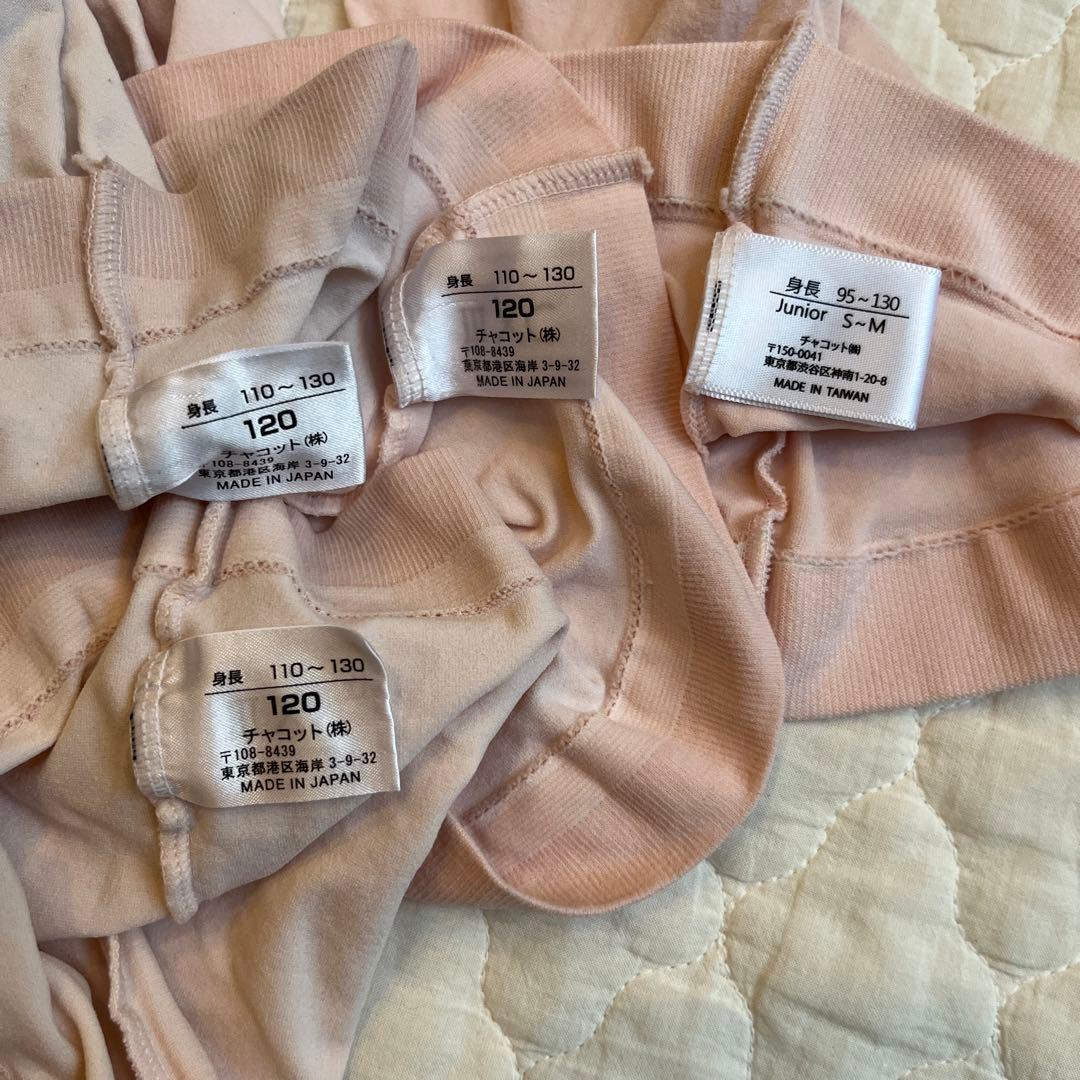 身長 110～130
120
チャコット(株)
〒108-8439
東京都港区海岸 3-9-32
MADE IN JAPAN
身長 95~130
Junior S~M
チャコット㈱
〒150-0041
東京都渋谷区神南1-20-8
MADE IN TAIWAN
身長 110～130
120
チャコット(株)
〒108-8439
東京都港区海岸 3-9-32
MADE IN JAPAN
身長 110～130
120
チャコット(株)
〒108-8439
東京都港区海岸 3-9-32
MADE IN JAPAN